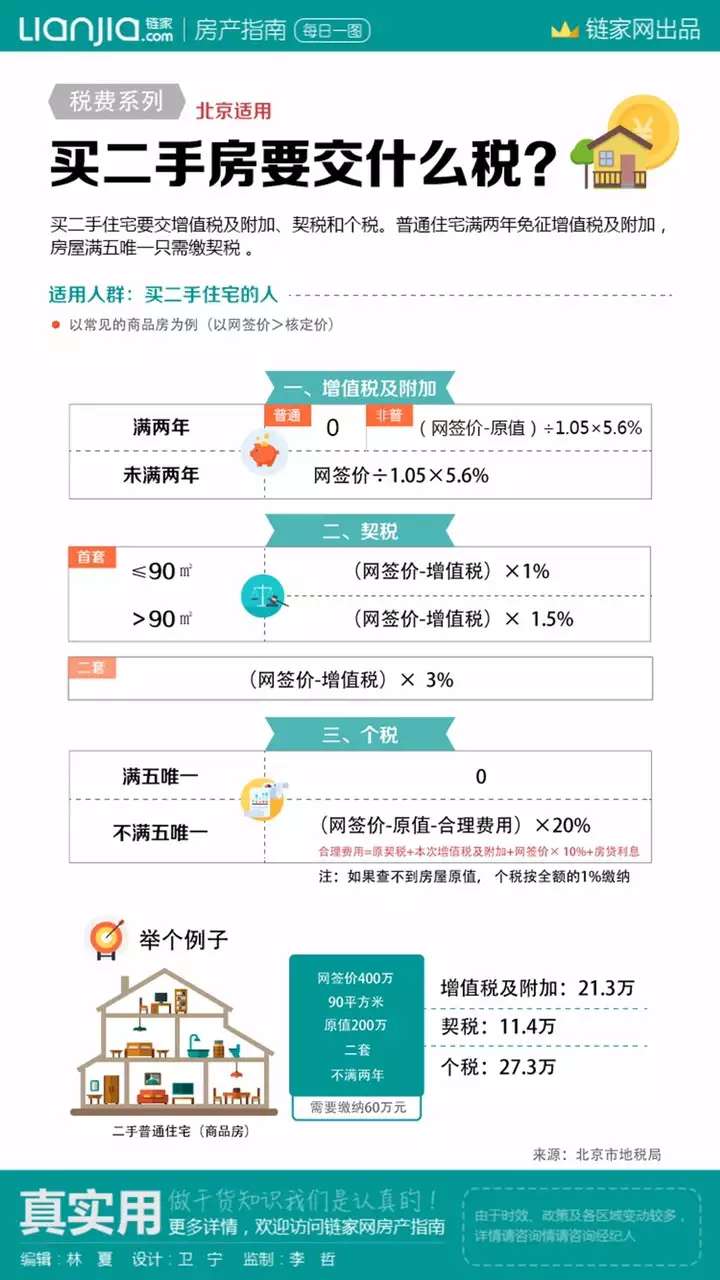 Lianjia 链家.com 房产指南 每日一图 链家网出品
税费系列 北京适用
买二手房要交什么税?
买二手住宅要交增值税及附加、契税和个税。普通住宅满两年免征增值税及附加，
房屋满五唯一只需缴契税 。
适用人群：买二手住宅的人
以常见的商品房为例（以网签价＞核定价）
一、增值税及附加
满两年 普通 0 非普 （网签价-原值）÷1.05×5.6%
未满两年 网签价÷1.05×5.6%
二、契税
首套
≤90㎡ （网签价-增值税）×1%
>90㎡ （网签价-增值税）× 1.5%
二套
（网签价-增值税）× 3%
三、个税
满五唯一 0
不满五唯一 （网签价-原值-合理费用）×20%
合理费用=原契税+本次增值税及附加+网签价× 10%+房贷利息
注：如果查不到房屋原值， 个税按全额的1%缴纳
举个例子
网签价400万
90平方米
原值200万
二套
不满两年
需要缴纳60万元
增值税及附加：21.3万
契税：11.4万
个税：27.3万
二手普通住宅（商品房）
来源：北京市地税局
真实用 做干货知识我们是认真的！
更多详情，欢迎访问链家网房产指南
编辑：林 夏 设计：卫 宁 监制：李 哲
由于时效、政策及各区域变动较多，
详情请咨询情请咨询经纪人